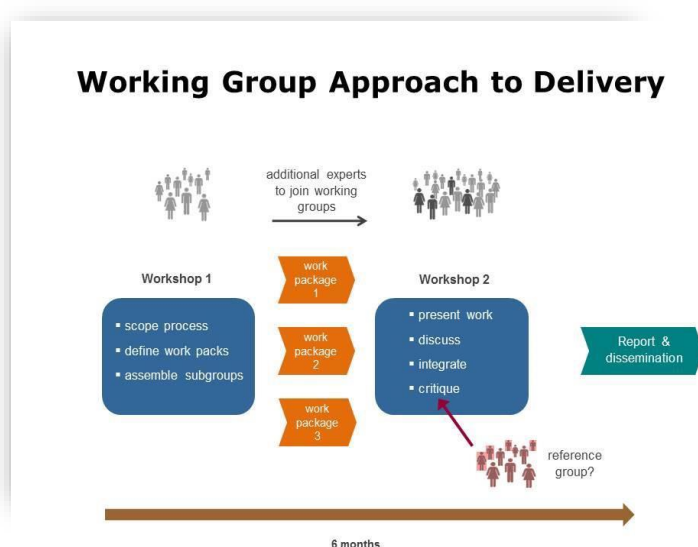 Working Group Approach to Delivery
additional experts
to join working
groups
Workshop 1
▪ scope process
▪ define work packs
▪ assemble subgroups
work
package
1
work
package
2
work
package
3
Workshop 2
▪ present work
▪ discuss
▪ integrate
▪ critique
Report &
dissemination
reference
group?
6 months